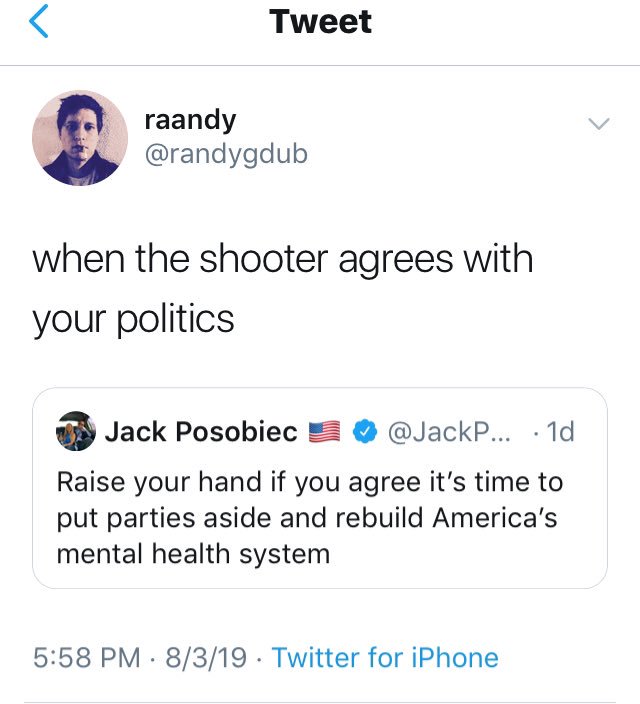 Tweet
raandy
@randygdub
when the shooter agrees with
your politics
Jack Posobiec 🇺🇸 @JackP... · 1d
Raise your hand if you agree it's time to
put parties aside and rebuild America's
mental health system
5:58 PM · 8/3/19 · Twitter for iPhone